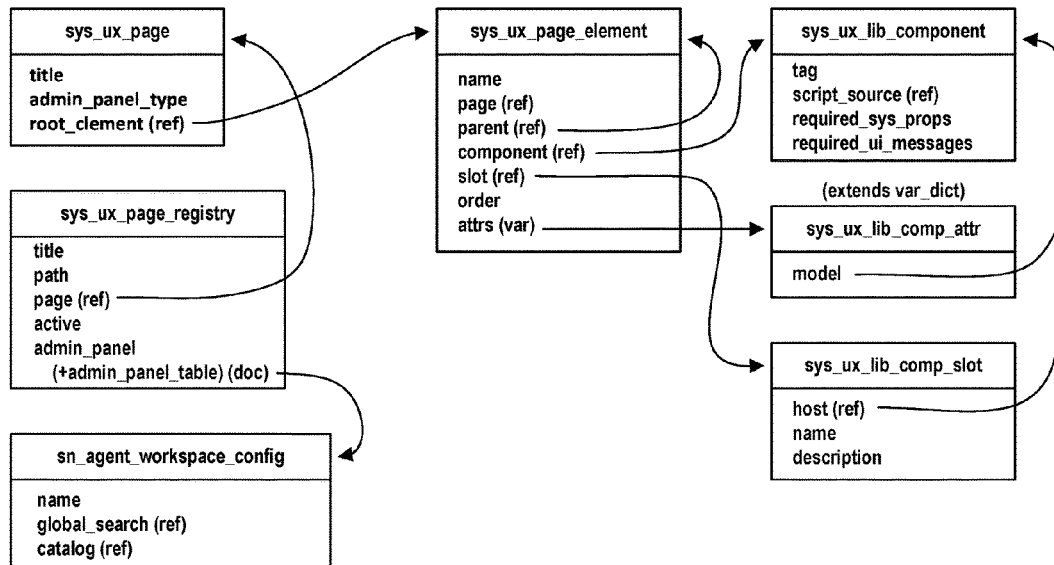 sys_ux_page
title
admin_panel_type
root_clement (ref)
sys_ux_page_registry
title
path
page (ref)
active
admin_panel
(+admin_panel_table) (doc)
sn_agent_workspace_config
name
global_search (ref)
catalog (ref)
sys_ux_page_element
name
page (ref)
parent (ref)
component (ref)
slot (ref)
order
attrs (var)
sys_ux_lib_component
tag
script_source (ref)
required_sys_props
required_ui_messages
(extends var_dict)
sys_ux_lib_comp_attr
model
sys_ux_lib_comp_slot
host (ref)
name
description